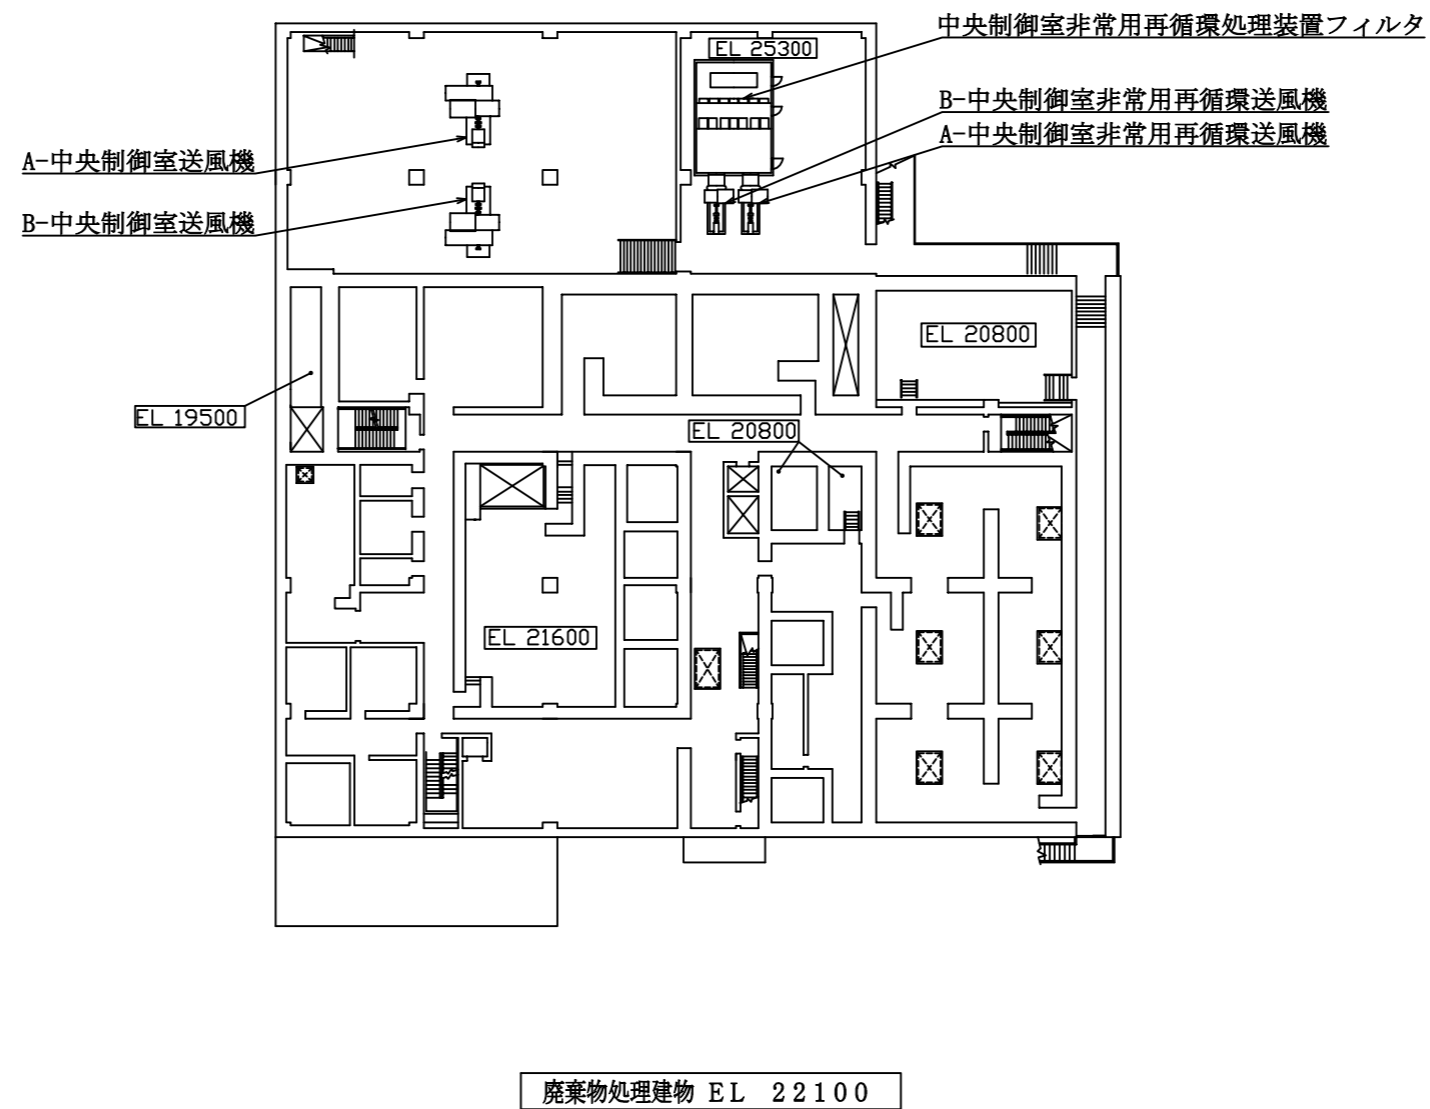 中央制御室非常用再循環処理装置フィルタ
EL 25300
B-中央制御室非常用再循環送風機
A-中央制御室非常用再循環送風機
A-中央制御室送風機
B-中央制御室送風機
EL 20800
EL 19500
EL 20800
EL 21600
廃棄物処理建物 EL 22100